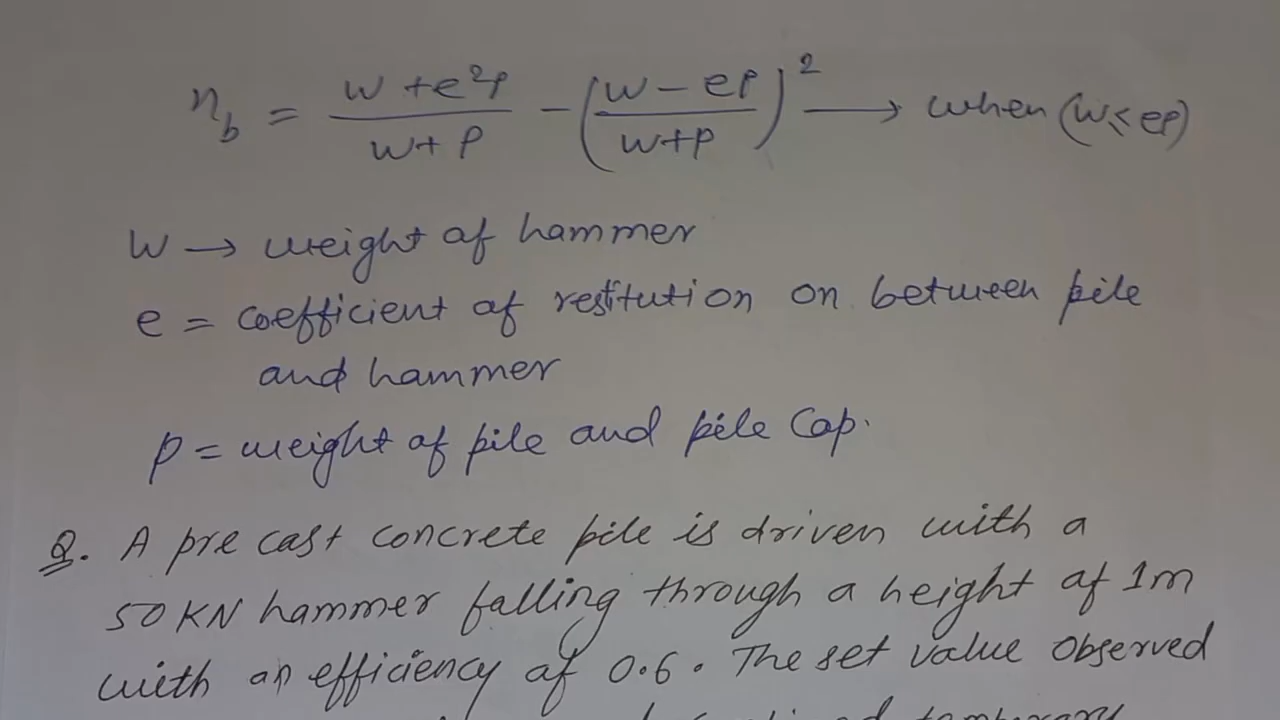 n_b = (w + e²p)/(w + p) − ((w − ep)/(w + p))² → when (w < ep)
W → weight of hammer
e = coefficient of restitution on between pile
and hammer
P = weight of pile and pile Cap.
Q. A pre cast concrete pile is driven with a
50 KN hammer falling through a height of 1m
with an efficiency of 0.6. The set value observed